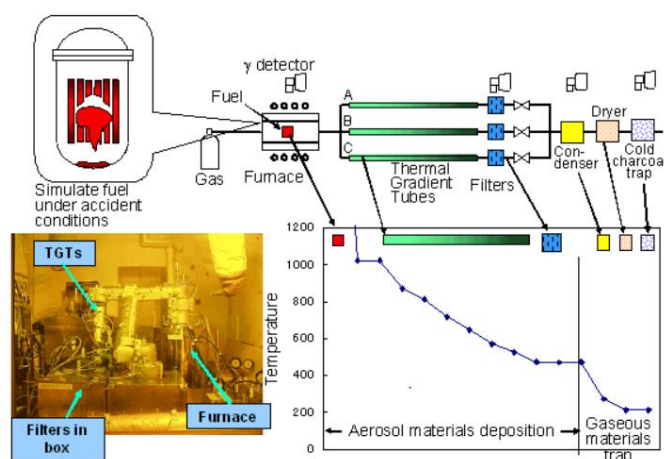 γ detector
Fuel
Gas
Furnace
Simulate fuel
under accident
conditions
A
B
C
Thermal
Gradient
Tubes
Filters
Con-
denser
Dryer
Cold
charcoa
trap
TGTs
Filters in
box
Furnace
Temperature
1200
1000
800
600
400
200
0
Aerosol materials deposition
Gaseous
materials
trap